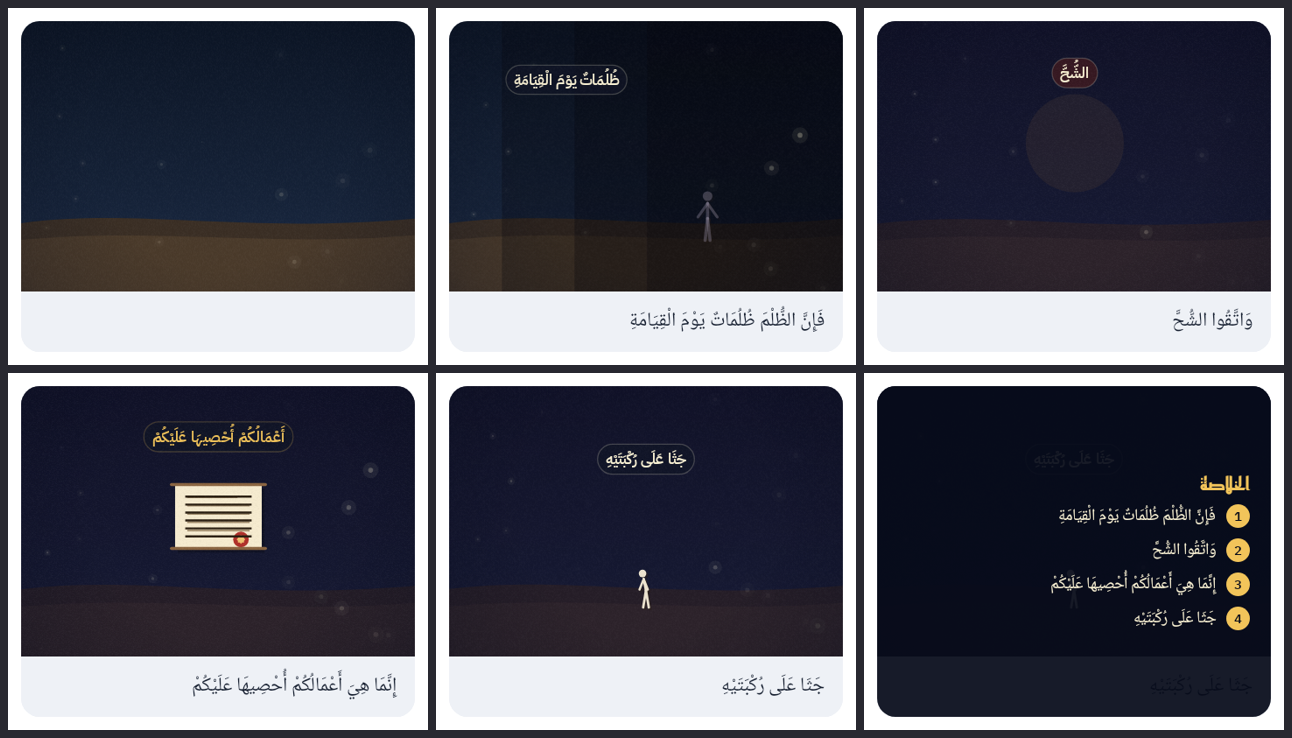 ظُلُمَاتٌ يَوْمَ الْقِيَامَةِ
فَإِنَّ الظُّلْمَ ظُلُمَاتٌ يَوْمَ الْقِيَامَةِ
الشُّحَّ
وَاتَّقُوا الشُّحَّ
أَعْمَالُكُمْ أُحْصِيهَا عَلَيْكُمْ
إِنَّمَا هِيَ أَعْمَالُكُمْ أُحْصِيهَا عَلَيْكُمْ
جَثَا عَلَى رُكْبَتَيْهِ
جَثَا عَلَى رُكْبَتَيْهِ
جَثَا عَلَى رُكْبَتَيْهِ
الخلاصة
1 فَإِنَّ الظُّلْمَ ظُلُمَاتٌ يَوْمَ الْقِيَامَةِ
2 وَاتَّقُوا الشُّحَّ
3 إِنَّمَا هِيَ أَعْمَالُكُمْ أُحْصِيهَا عَلَيْكُمْ
4 جَثَا عَلَى رُكْبَتَيْهِ
جَثَا عَلَى رُكْبَتَيْهِ